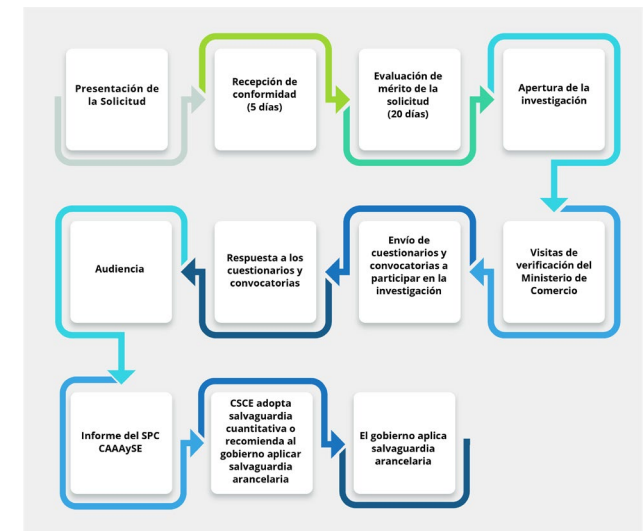 Presentación de
la Solicitud
Recepción de
conformidad
(5 días)
Evaluación de
mérito de la
solicitud
(20 días)
Apertura de la
investigación
Visitas de
verificación del
Ministerio de
Comercio
Envío de
cuestionarios y
convocatorias a
participar en la
investigación
Respuesta a los
cuestionarios y
convocatorias
Audiencia
Informe del SPC
CAAAySE
CSCE adopta
salvaguardia
cuantitativa o
recomienda al
gobierno aplicar
salvaguardia
arancelaria
El gobierno aplica
salvaguardia
arancelaria